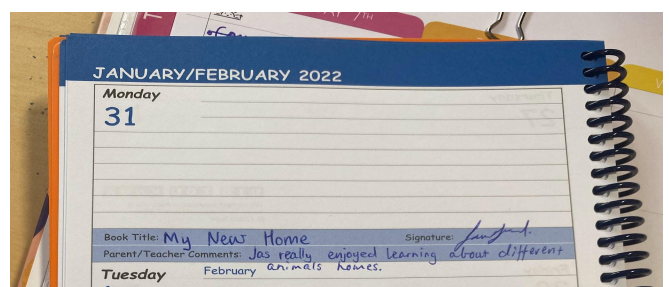 JANUARY/FEBRUARY 2022
Monday
31
Book Title: My New Home Signature:
Parent/Teacher Comments: Jas really enjoyed learning about different
Tuesday February animals homes.